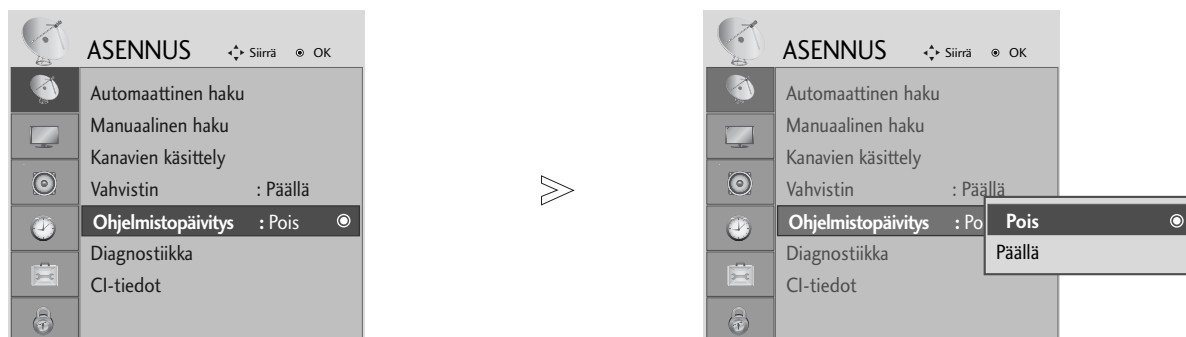 ASENNUS Siirrä OK
Automaattinen haku
Manuaalinen haku
Kanavien käsittely
Vahvistin : Päällä
Ohjelmistopäivitys : Pois
Diagnostiikka
CI-tiedot
ASENNUS Siirrä OK
Automaattinen haku
Manuaalinen haku
Kanavien käsittely
Vahvistin : Päällä
Ohjelmistopäivitys : Po
Diagnostiikka
CI-tiedot
Pois
Päällä